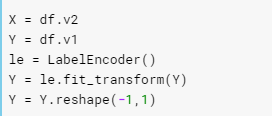 X = df.v2
Y = df.v1
le = LabelEncoder()
Y = le.fit_transform(Y)
Y = Y.reshape(-1,1)